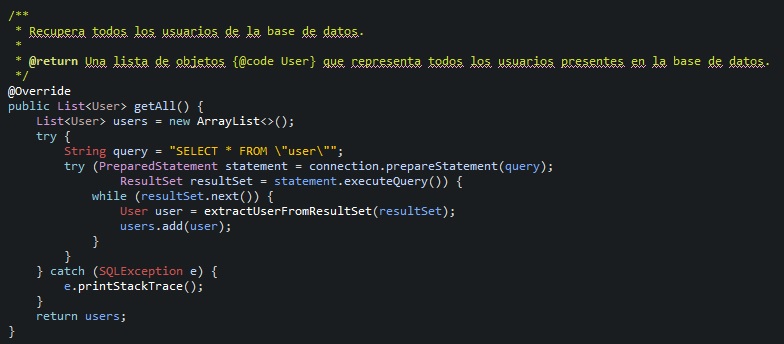 /**
 * Recupera todos los usuarios de la base de datos.
 *
 * @return Una lista de objetos {@code User} que representa todos los usuarios presentes en la base de datos.
 */
@Override
public List<User> getAll() {
    List<User> users = new ArrayList<>();
    try {
        String query = "SELECT * FROM \"user\"";
        try (PreparedStatement statement = connection.prepareStatement(query);
                ResultSet resultSet = statement.executeQuery()) {
            while (resultSet.next()) {
                User user = extractUserFromResultSet(resultSet);
                users.add(user);
            }
        }
    } catch (SQLException e) {
        e.printStackTrace();
    }
    return users;
}